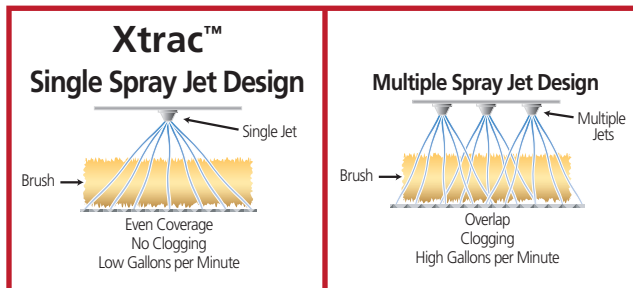 Xtrac™
Single Spray Jet Design
Single Jet
Brush
Even Coverage
No Clogging
Low Gallons per Minute
Multiple Spray Jet Design
Multiple
Jets
Brush
Overlap
Clogging
High Gallons per Minute